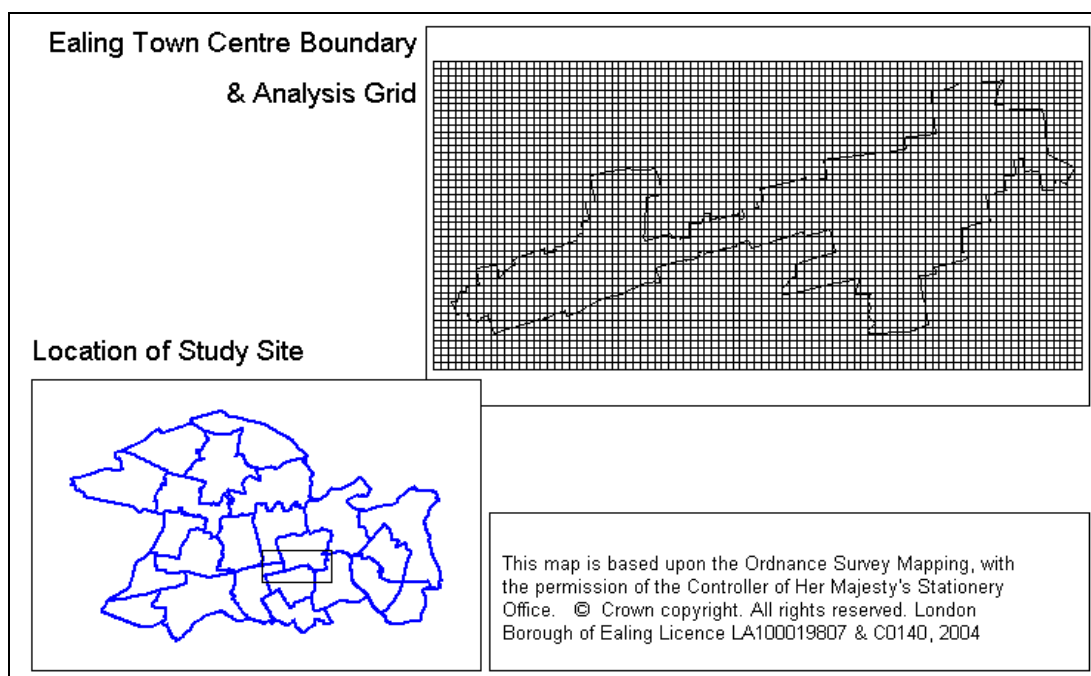 Ealing Town Centre Boundary
& Analysis Grid
Location of Study Site
This map is based upon the Ordnance Survey Mapping, with
the permission of the Controller of Her Majesty's Stationery
Office. © Crown copyright. All rights reserved. London
Borough of Ealing Licence LA100019807 & C0140, 2004